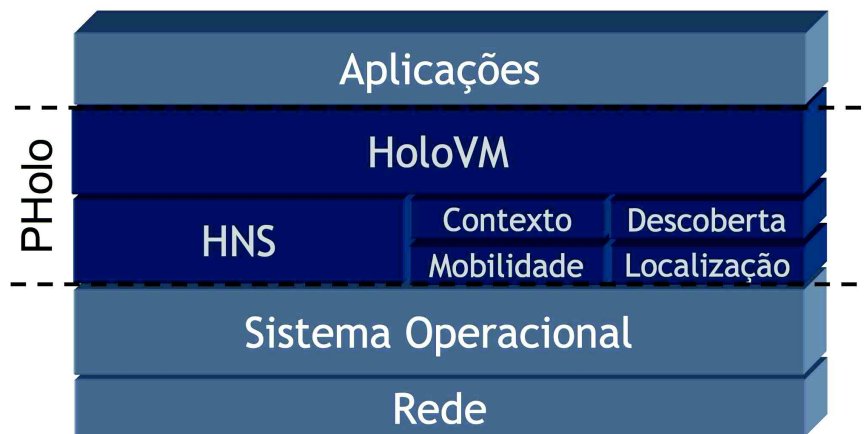 Aplicações
PHolo
HoloVM
HNS
Contexto
Descoberta
Mobilidade
Localização
Sistema Operacional
Rede